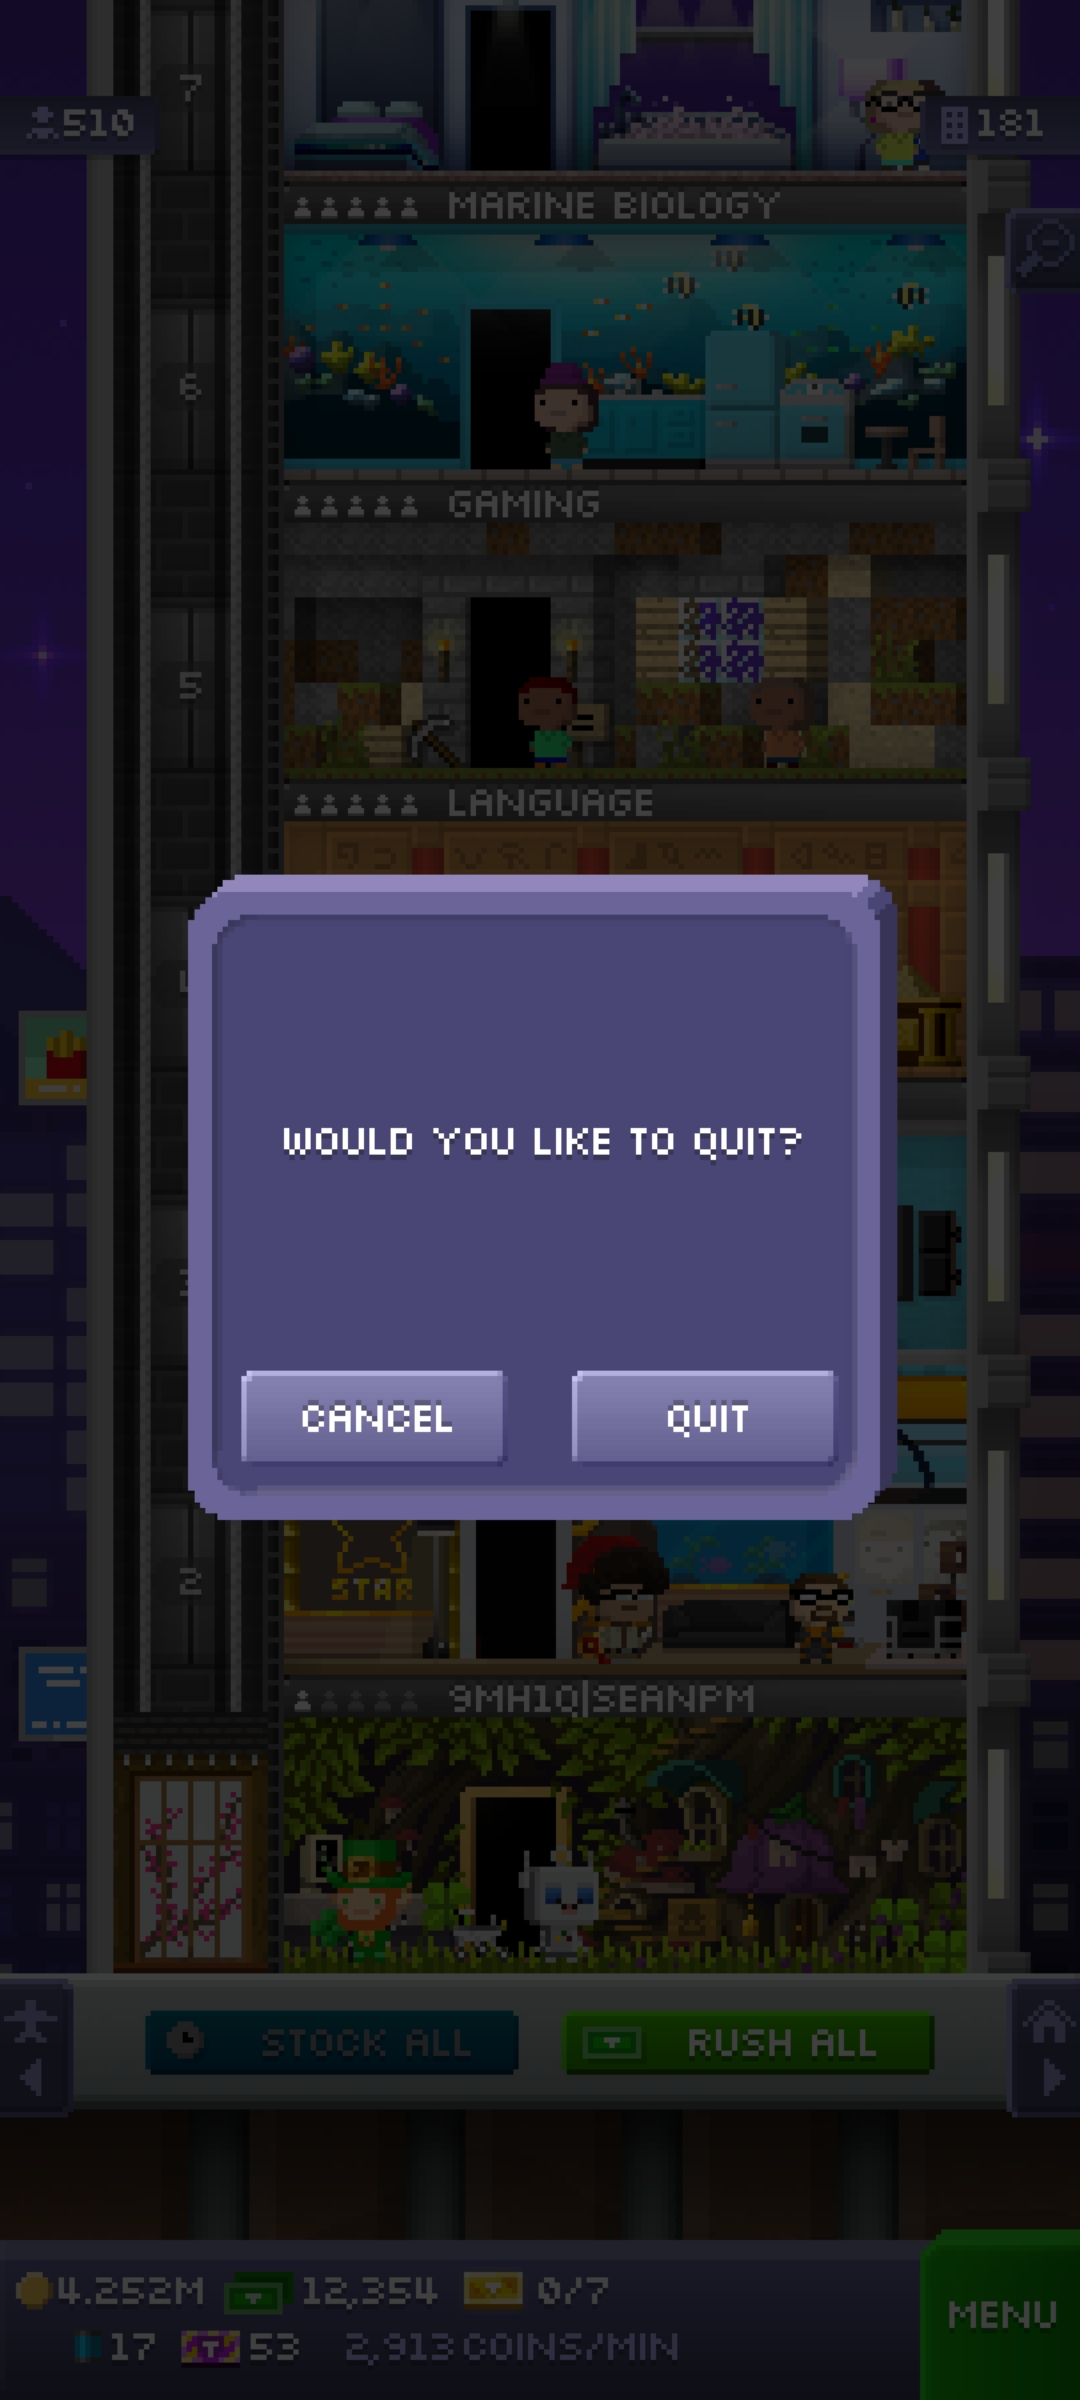 7
510
181
MARINE BIOLOGY
6
GAMING
5
LANGUAGE
WOULD YOU LIKE TO QUIT?
CANCEL
QUIT
2
STAR
9MH1Q|SEANPM
STOCK ALL
RUSH ALL
4.252M
12,354
0/7
MENU
17
T
53
2,913 COINS/MIN